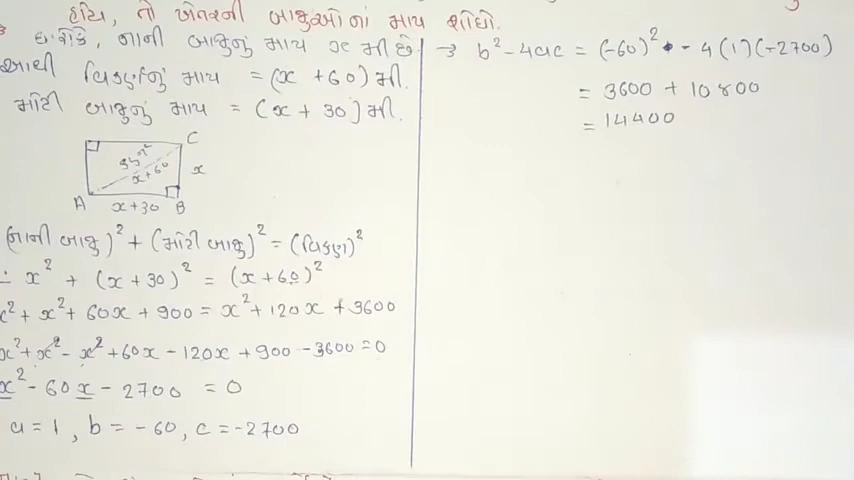 હોય, તો ખેતરની બાજુઓનાં માપ શોધો.
ધારોકે, નાની બાજુનું માપ x મી છે.
આથી વિકર્ણનું માપ = (x + 60) મી.
મોટી બાજુનું માપ = (x + 30) મી.
C
x + 60
x
A
x + 30
B
(નાની બાજુ)² + (મોટી બાજુ)² = (વિકર્ણ)²
∴ x² + (x + 30)² = (x + 60)²
x² + x² + 60x + 900 = x² + 120x + 3600
x² + x² - x² + 60x - 120x + 900 - 3600 = 0
x² - 60x - 2700 = 0
a = 1, b = -60, c = -2700
→ b² - 4ac = (-60)² - 4(1)(-2700)
= 3600 + 10800
= 14400